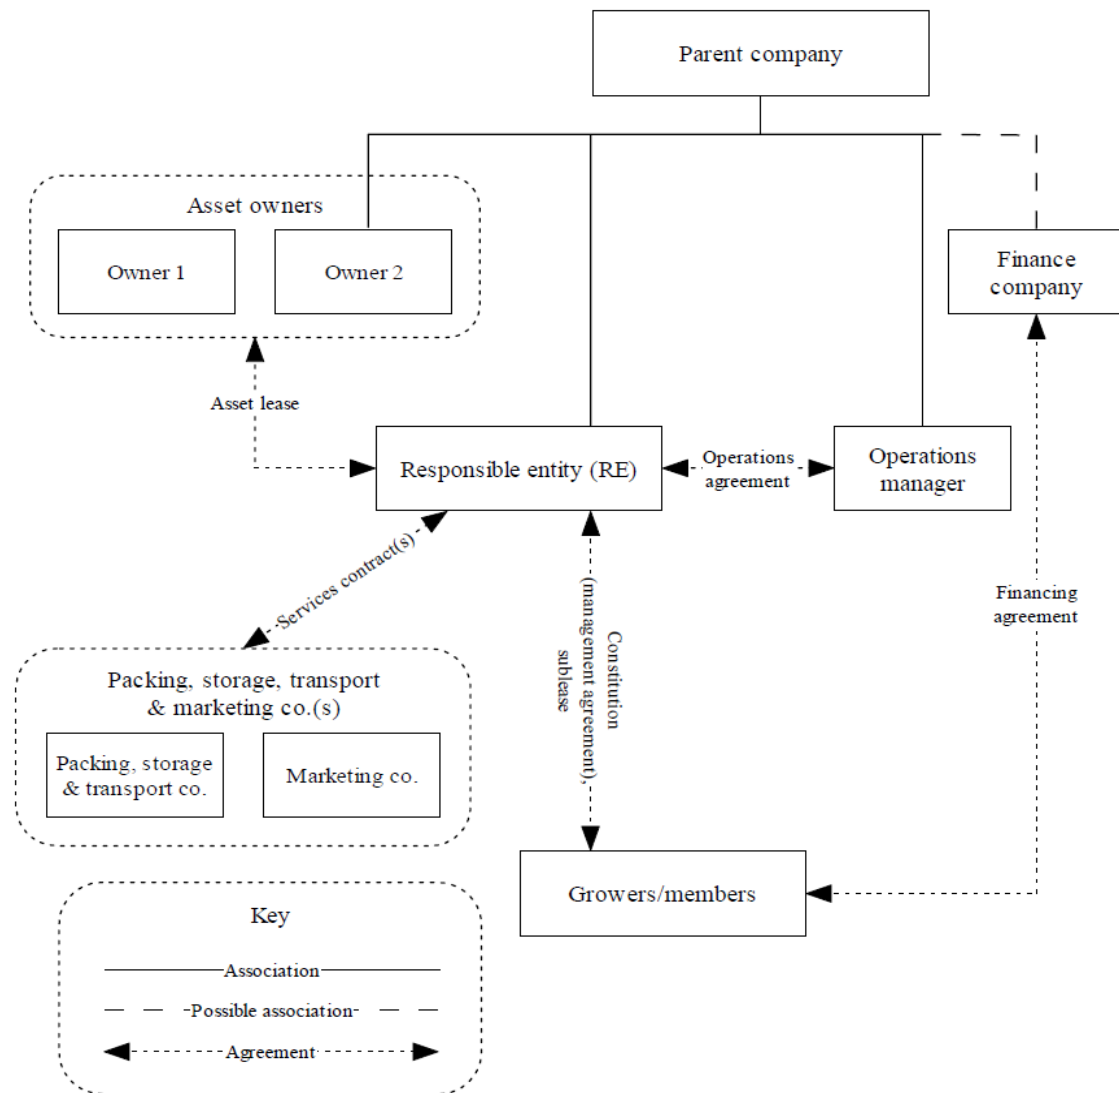 Parent company
Asset owners
Owner 1
Owner 2
Finance
company
Asset lease
Responsible entity (RE)
Operations
agreement
Operations
manager
Services contract(s)
Constitution
(management agreement),
sublease
Financing
agreement
Packing, storage, transport
& marketing co.(s)
Packing, storage
& transport co.
Marketing co.
Growers/members
Key
Association
Possible association
Agreement